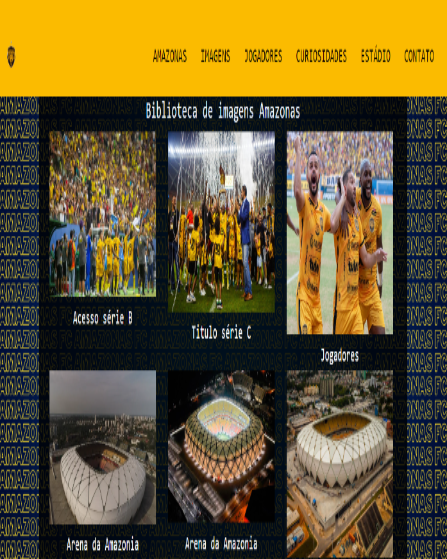 AMAZONAS IMAGENS JOGADORES CURIOSIDADES ESTÁDIO CONTATO
Biblioteca de imagens Amazonas
Acesso série B
Titulo série C
Jogadores
Arena da Amazonia
Arena da Amazonia